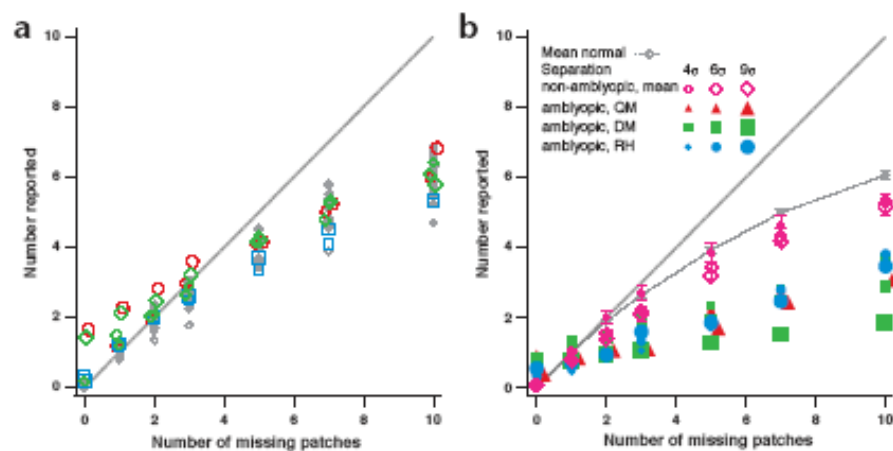 a
10
8
6
4
2
0
Number reported
0 2 4 6 8 10
Number of missing patches
b
10
8
6
4
2
0
Number reported
Mean normal
Separation 4σ 6σ 9σ
non-amblyopic, mean
amblyopic, QM
amblyopic, DM
amblyopic, RH
0 2 4 6 8 10
Number of missing patches